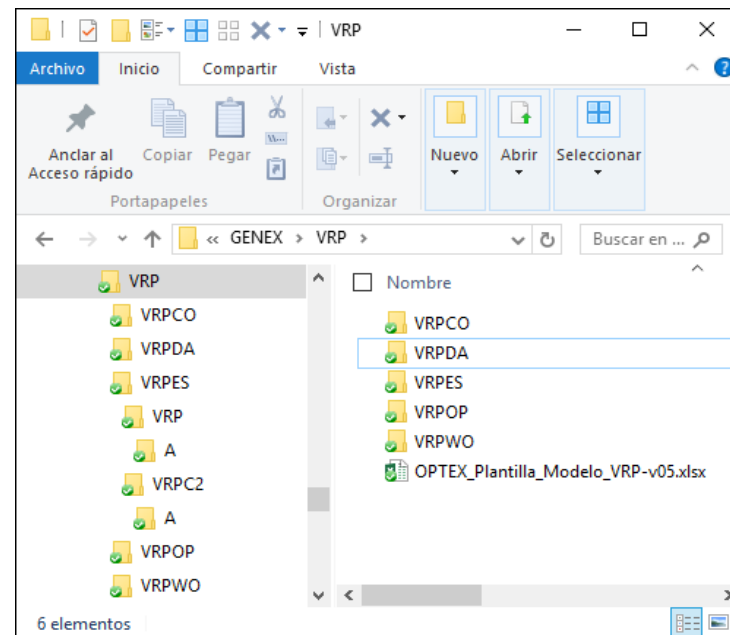 VRP
Archivo Inicio Compartir Vista
Anclar al Acceso rápido
Copiar
Pegar
Nuevo
Abrir
Seleccionar
Portapapeles
Organizar
« GENEX > VRP >
Buscar en ...
VRP
VRPCO
VRPDA
VRPES
VRP
A
VRPC2
A
VRPOP
VRPWO
Nombre
VRPCO
VRPDA
VRPES
VRPOP
VRPWO
OPTEX_Plantilla_Modelo_VRP-v05.xlsx
6 elementos